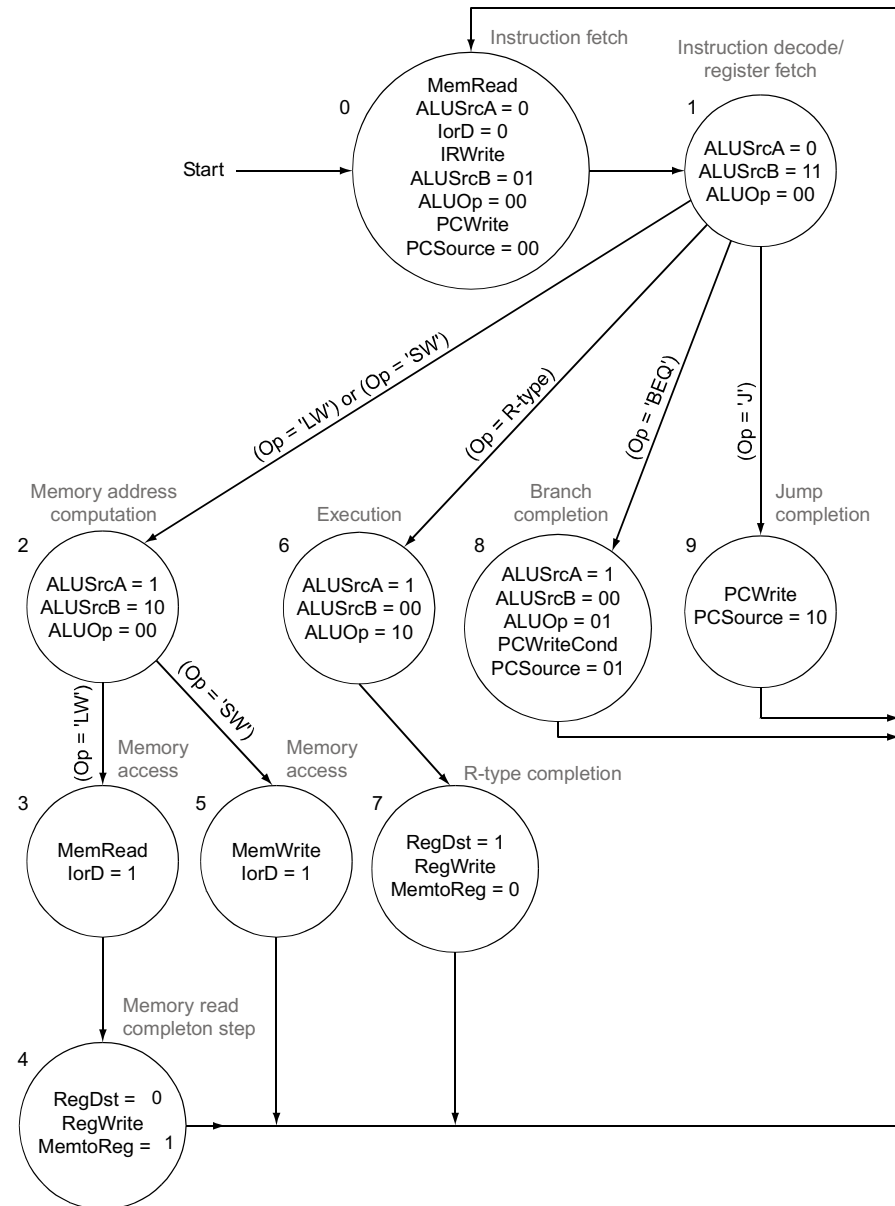 Instruction fetch
Instruction decode/
register fetch
0
MemRead
ALUSrcA = 0
IorD = 0
IRWrite
ALUSrcB = 01
ALUOp = 00
PCWrite
PCSource = 00
1
ALUSrcA = 0
ALUSrcB = 11
ALUOp = 00
Start
(Op = 'LW') or (Op = 'SW')
(Op = R-type)
(Op = 'BEQ')
(Op = 'J')
Memory address
computation
2
ALUSrcA = 1
ALUSrcB = 10
ALUOp = 00
Execution
6
ALUSrcA = 1
ALUSrcB = 00
ALUOp = 10
Branch
completion
8
ALUSrcA = 1
ALUSrcB = 00
ALUOp = 01
PCWriteCond
PCSource = 01
Jump
completion
9
PCWrite
PCSource = 10
(Op = 'LW')
(Op = 'SW')
Memory
access
3
MemRead
IorD = 1
Memory
access
5
MemWrite
IorD = 1
R-type completion
7
RegDst = 1
RegWrite
MemtoReg = 0
Memory read
completon step
4
RegDst = 0
RegWrite
MemtoReg = 1